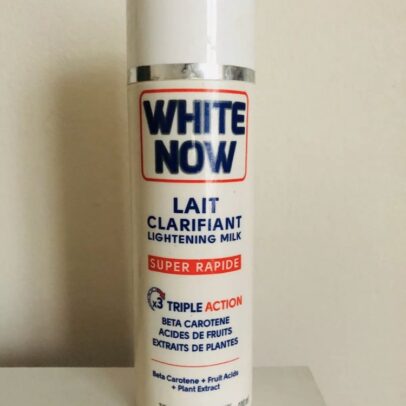 WHITE
NOW
LAIT
CLARIFIANT
LIGHTENING MILK
SUPER RAPIDE
x3 TRIPLE ACTION
BETA CAROTENE
ACIDES DE FRUITS
EXTRAITS DE PLANTES
Beta Carotene + Fruit Acids
+ Plant Extract